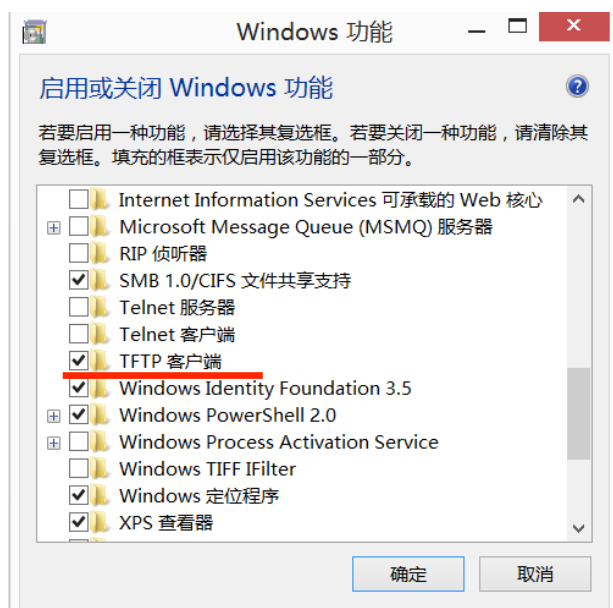 Windows 功能
启用或关闭 Windows 功能
若要启用一种功能，请选择其复选框。若要关闭一种功能，请清除其
复选框。填充的框表示仅启用该功能的一部分。
Internet Information Services 可承载的 Web 核心
Microsoft Message Queue (MSMQ) 服务器
RIP 侦听器
SMB 1.0/CIFS 文件共享支持
Telnet 服务器
Telnet 客户端
TFTP 客户端
Windows Identity Foundation 3.5
Windows PowerShell 2.0
Windows Process Activation Service
Windows TIFF IFilter
Windows 定位程序
XPS 查看器
确定 取消